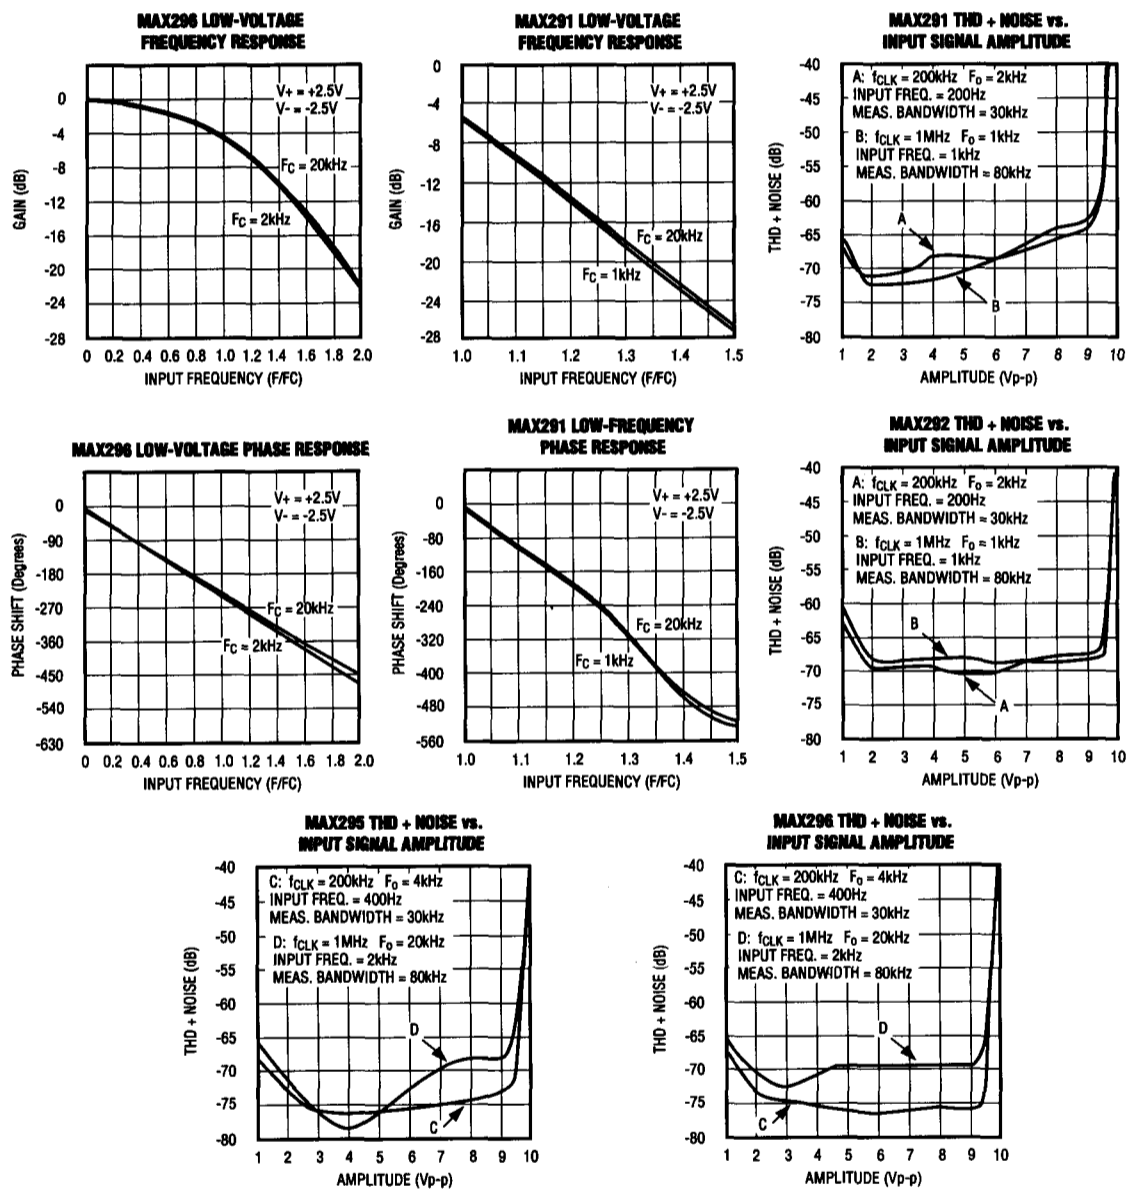 MAX296 LOW-VOLTAGE
FREQUENCY RESPONSE
GAIN (dB)
0
-4
-8
-12
-16
-20
-24
-28
V+ = +2.5V
V- = -2.5V
FC = 20kHz
FC = 2kHz
0 0.2 0.4 0.6 0.8 1.0 1.2 1.4 1.6 1.8 2.0
INPUT FREQUENCY (F/FC)
MAX291 LOW-VOLTAGE
FREQUENCY RESPONSE
GAIN (dB)
0
-4
-8
-12
-16
-20
-24
-28
V+ = +2.5V
V- = -2.5V
FC = 20kHz
FC = 1kHz
1.0 1.1 1.2 1.3 1.4 1.5
INPUT FREQUENCY (F/FC)
MAX291 THD + NOISE vs.
INPUT SIGNAL AMPLITUDE
THD + NOISE (dB)
-40
-45
-50
-55
-60
-65
-70
-75
-80
A: fCLK = 200kHz Fo = 2kHz
INPUT FREQ. = 200Hz
MEAS. BANDWIDTH = 30kHz
B: fCLK = 1MHz Fo = 1kHz
INPUT FREQ. = 1kHz
MEAS. BANDWIDTH = 80kHz
A
B
1 2 3 4 5 6 7 8 9 10
AMPLITUDE (Vp-p)
MAX296 LOW-VOLTAGE PHASE RESPONSE
PHASE SHIFT (Degrees)
0
-90
-180
-270
-360
-450
-540
-630
V+ = +2.5V
V- = -2.5V
FC = 20kHz
FC = 2kHz
0 0.2 0.4 0.6 0.8 1.0 1.2 1.4 1.6 1.8 2.0
INPUT FREQUENCY (F/FC)
MAX291 LOW-FREQUENCY
PHASE RESPONSE
PHASE SHIFT (Degrees)
0
-80
-160
-240
-320
-400
-480
-560
V+ = +2.5V
V- = -2.5V
FC = 20kHz
FC = 1kHz
1.0 1.1 1.2 1.3 1.4 1.5
INPUT FREQUENCY (F/FC)
MAX292 THD + NOISE vs.
INPUT SIGNAL AMPLITUDE
THD + NOISE (dB)
-40
-45
-50
-55
-60
-65
-70
-75
-80
A: fCLK = 200kHz Fo = 2kHz
INPUT FREQ. = 200Hz
MEAS. BANDWIDTH = 30kHz
B: fCLK = 1MHz Fo = 1kHz
INPUT FREQ. = 1kHz
MEAS. BANDWIDTH = 80kHz
B
A
1 2 3 4 5 6 7 8 9 10
AMPLITUDE (Vp-p)
MAX295 THD + NOISE vs.
INPUT SIGNAL AMPLITUDE
THD + NOISE (dB)
-40
-45
-50
-55
-60
-65
-70
-75
-80
C: fCLK = 200kHz Fo = 4kHz
INPUT FREQ. = 400Hz
MEAS. BANDWIDTH = 30kHz
D: fCLK = 1MHz Fo = 20kHz
INPUT FREQ. = 2kHz
MEAS. BANDWIDTH = 80kHz
D
C
1 2 3 4 5 6 7 8 9 10
AMPLITUDE (Vp-p)
MAX296 THD + NOISE vs.
INPUT SIGNAL AMPLITUDE
THD + NOISE (dB)
-40
-45
-50
-55
-60
-65
-70
-75
-80
C: fCLK = 200kHz Fo = 4kHz
INPUT FREQ. = 400Hz
MEAS. BANDWIDTH = 30kHz
D: fCLK = 1MHz Fo = 20kHz
INPUT FREQ. = 2kHz
MEAS. BANDWIDTH = 80kHz
D
C
1 2 3 4 5 6 7 8 9 10
AMPLITUDE (Vp-p)